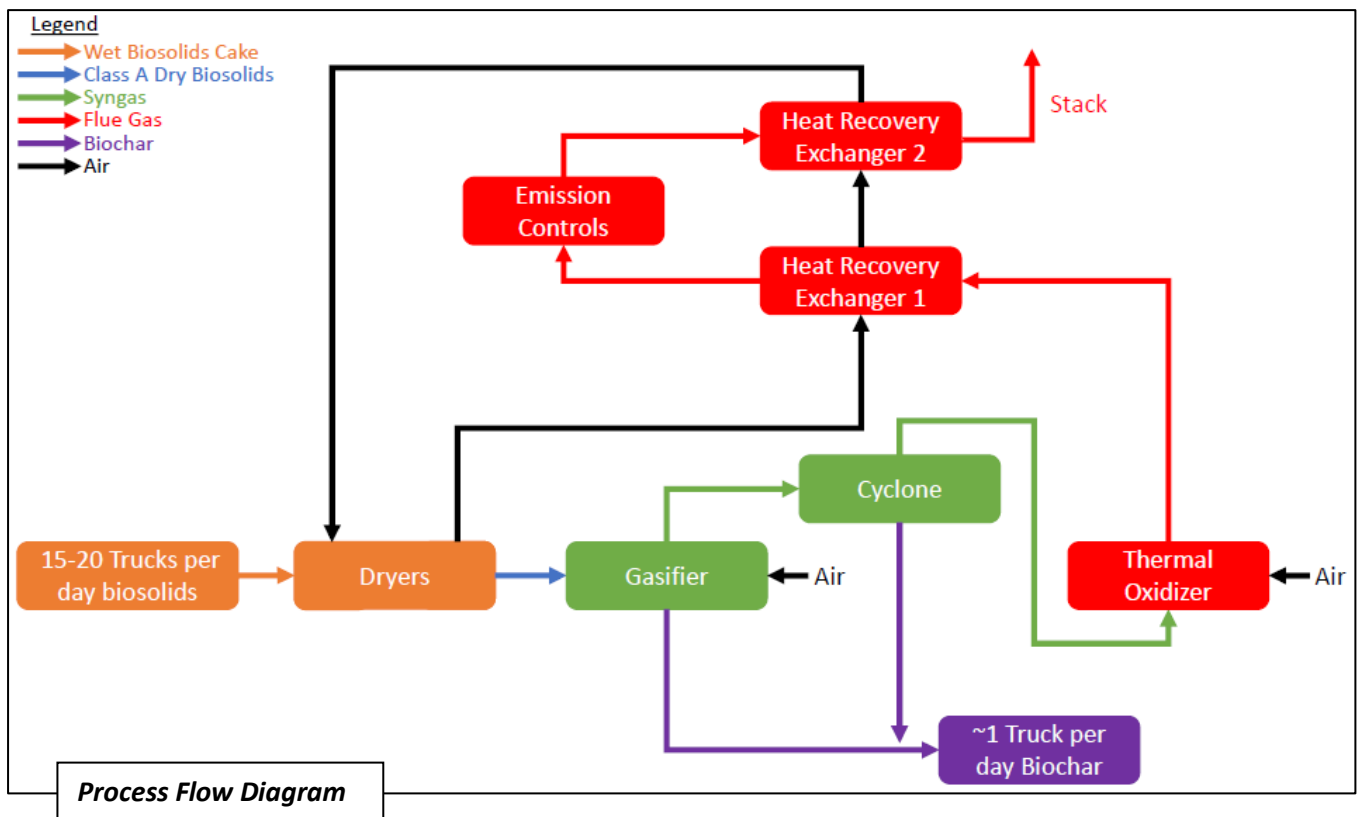 Legend
Wet Biosolids Cake
Class A Dry Biosolids
Syngas
Flue Gas
Biochar
Air
Stack
Heat Recovery
Exchanger 2
Emission
Controls
Heat Recovery
Exchanger 1
Cyclone
15-20 Trucks per
day biosolids
Dryers
Gasifier
Air
Thermal
Oxidizer
Air
~1 Truck per
day Biochar
Process Flow Diagram